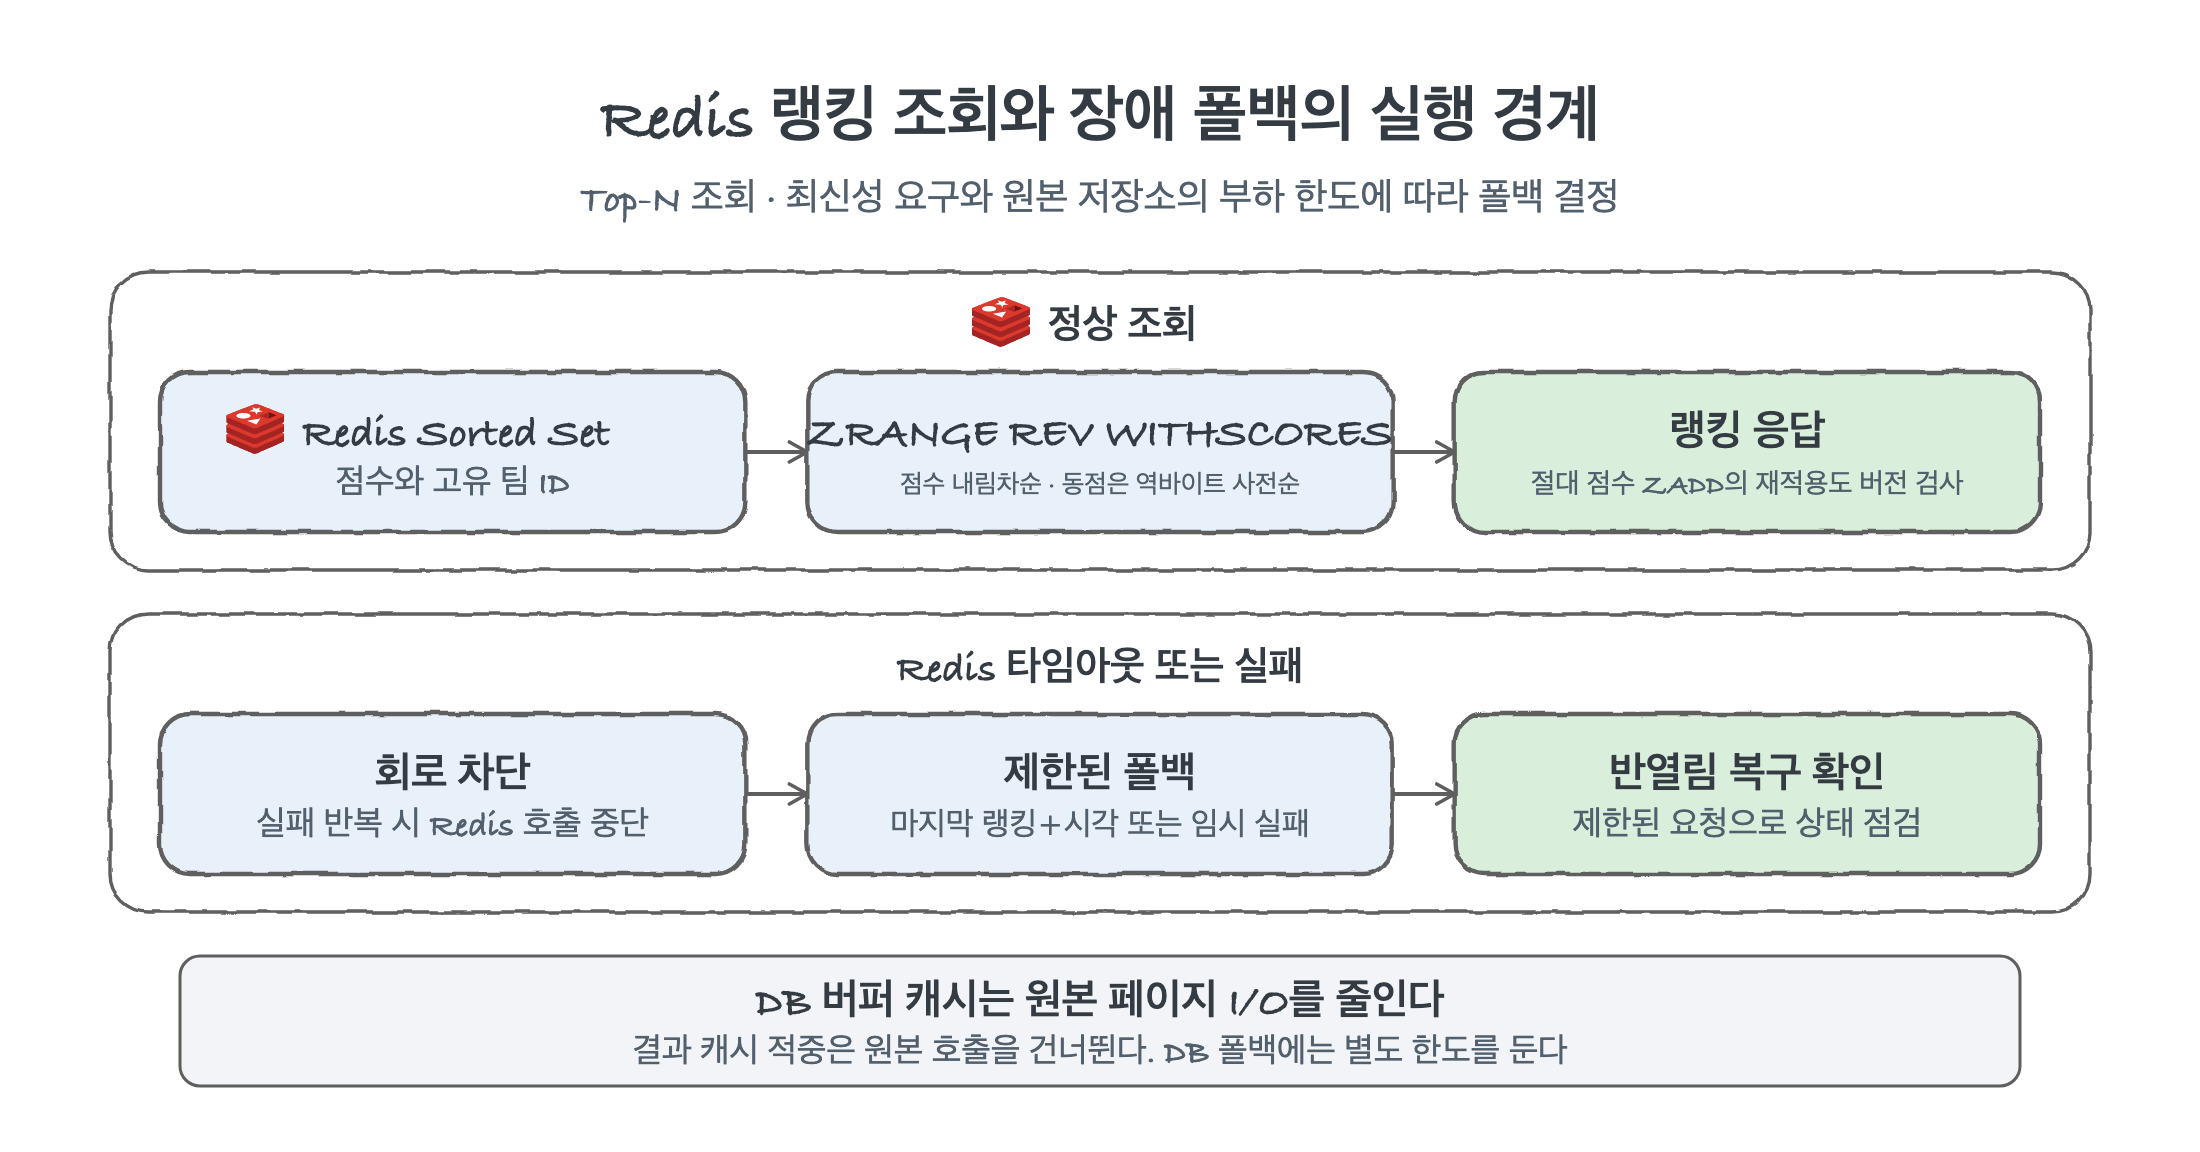 Redis 랭킹 조회와 장애 폴백의 실행 경계
Top-N 조회 · 최신성 요구와 원본 저장소의 부하 한도에 따라 폴백 결정
정상 조회
Redis Sorted Set
점수와 고유 팀 ID
ZRANGE REV WITHSCORES
점수 내림차순 · 동점은 역바이트 사전순
랭킹 응답
절대 점수 ZADD의 재적용도 버전 검사
Redis 타임아웃 또는 실패
회로 차단
실패 반복 시 Redis 호출 중단
제한된 폴백
마지막 랭킹+시각 또는 임시 실패
반열림 복구 확인
제한된 요청으로 상태 점검
DB 버퍼 캐시는 원본 페이지 I/O를 줄인다
결과 캐시 적중은 원본 호출을 건너뛴다. DB 폴백에는 별도 한도를 둔다